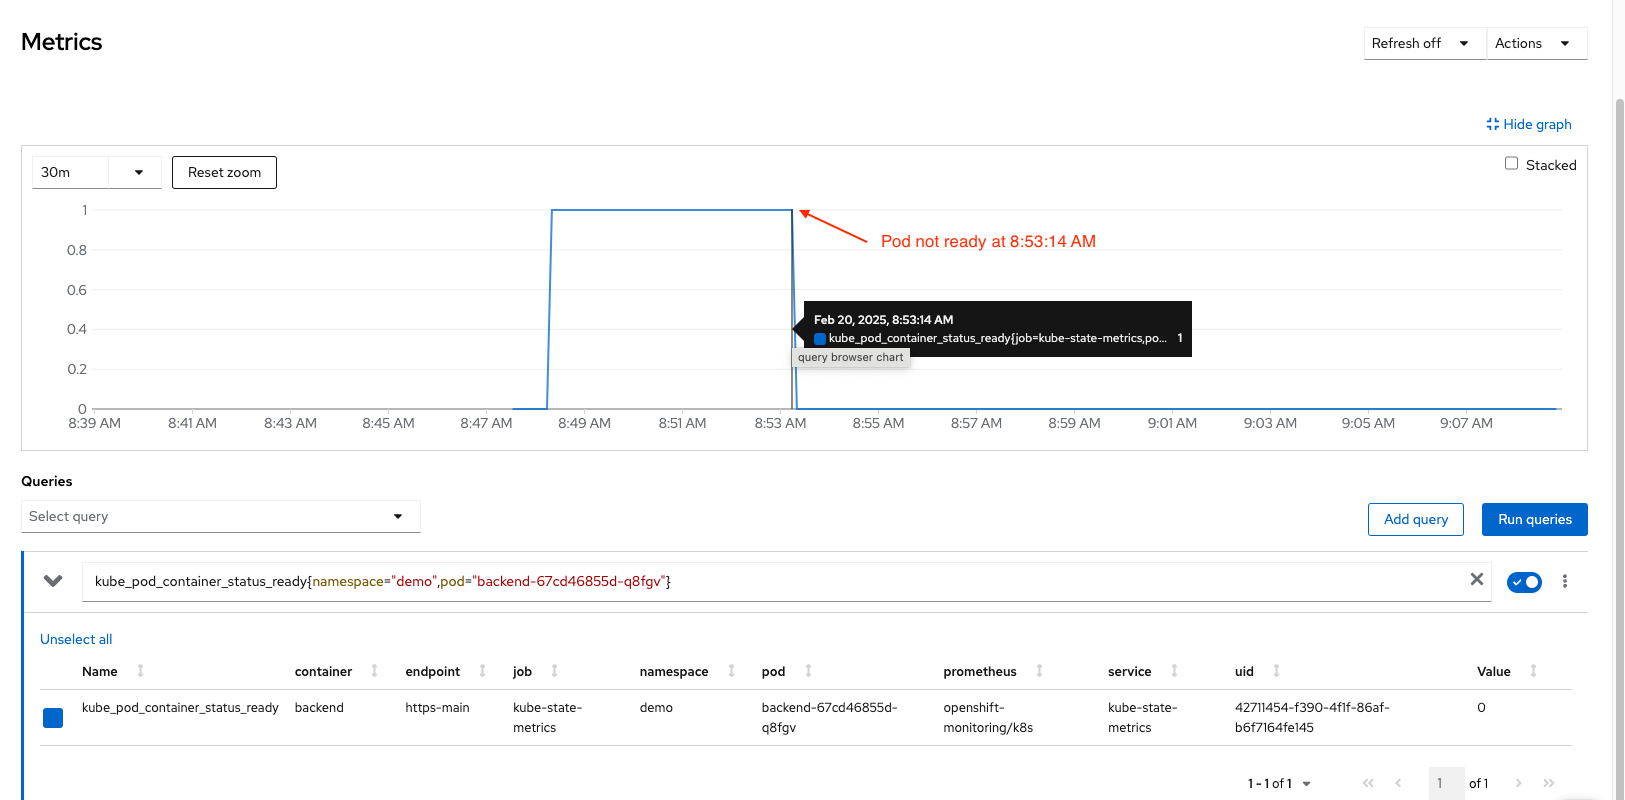 Metrics
Refresh off
Actions
Hide graph
30m
Reset zoom
Stacked
1
0.8
0.6
0.4
0.2
0
Pod not ready at 8:53:14 AM
Feb 20, 2025, 8:53:14 AM
kube_pod_container_status_ready{job=kube-state-metrics,po... 1
query browser chart
8:39 AM 8:41 AM 8:43 AM 8:45 AM 8:47 AM 8:49 AM 8:51 AM 8:53 AM 8:55 AM 8:57 AM 8:59 AM 9:01 AM 9:03 AM 9:05 AM 9:07 AM
Queries
Select query
Add query
Run queries
kube_pod_container_status_ready{namespace="demo",pod="backend-67cd46855d-q8fgv"}
Unselect all
Name container endpoint job namespace pod prometheus service uid Value
kube_pod_container_status_ready backend https-main kube-state- demo backend-67cd46855d- openshift- kube-state- 42711454-f390-4f1f-86af- 0
metrics q8fgv monitoring/k8s metrics b6f7164fe145
1 - 1 of 1
1 of 1